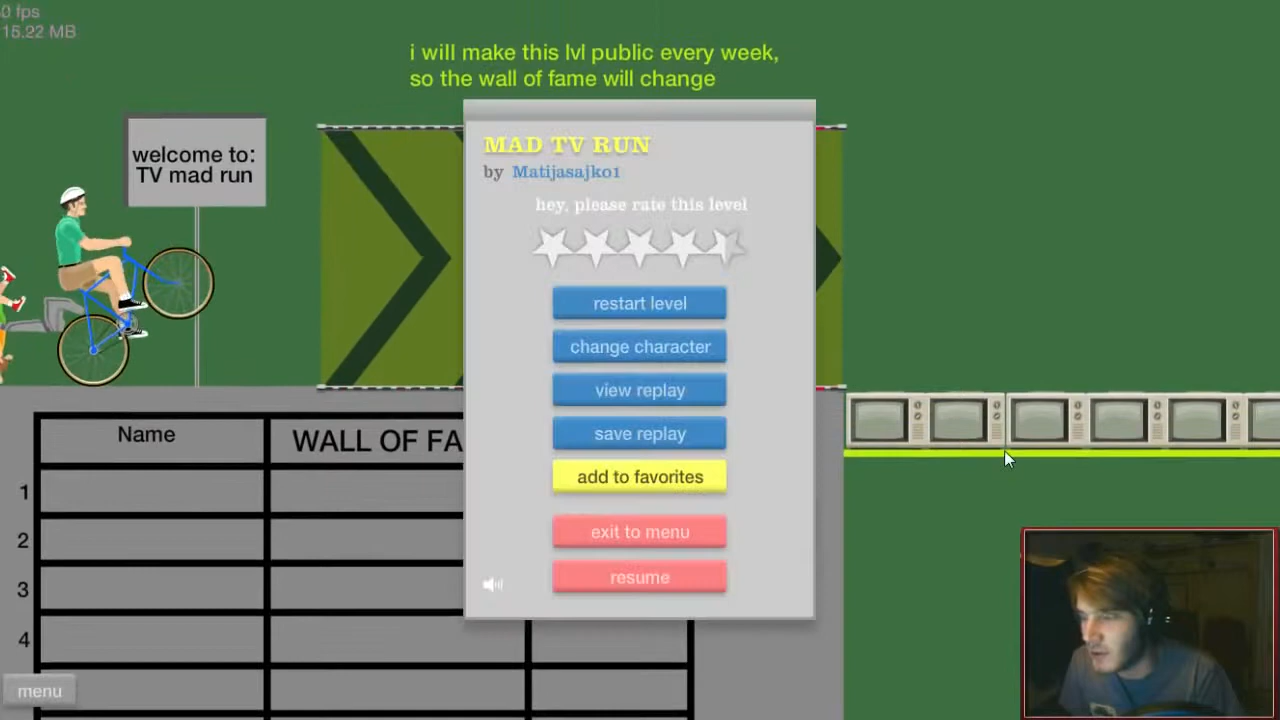 0 fps
15.22 MB
i will make this lvl public every week,
so the wall of fame will change
welcome to:
TV mad run
MAD TV RUN
by Matijasajko1
hey, please rate this level
restart level
change character
view replay
save replay
add to favorites
exit to menu
resume
Name
WALL OF FA
1
2
3
4
menu